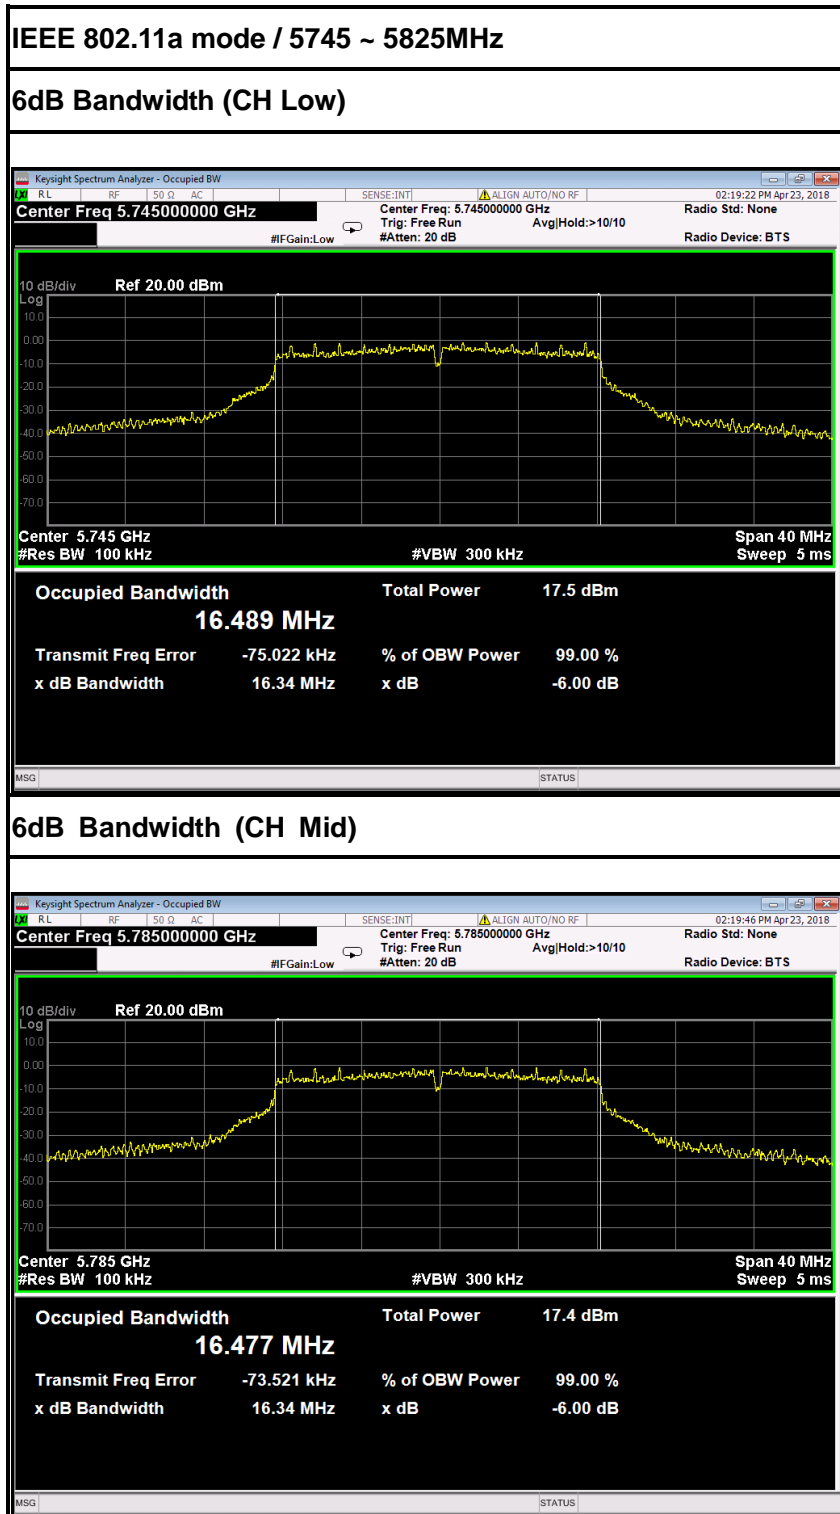 IEEE 802.11a mode / 5745 ~ 5825MHz
6dB Bandwidth (CH Low)
Keysight Spectrum Analyzer - Occupied BW
LXI RL RF 50 Ω AC SENSE:INT ALIGN AUTO/NO RF 02:19:22 PM Apr 23, 2018
Center Freq 5.745000000 GHz Center Freq: 5.745000000 GHz Radio Std: None
Trig: Free Run Avg|Hold:>10/10
#IFGain:Low #Atten: 20 dB Radio Device: BTS
10 dB/div Ref 20.00 dBm
Log
10.0
0.00
-10.0
-20.0
-30.0
-40.0
-50.0
-60.0
-70.0
Center 5.745 GHz Span 40 MHz
#Res BW 100 kHz #VBW 300 kHz Sweep 5 ms
Occupied Bandwidth Total Power 17.5 dBm
16.489 MHz
Transmit Freq Error -75.022 kHz % of OBW Power 99.00 %
x dB Bandwidth 16.34 MHz x dB -6.00 dB
MSG STATUS
6dB Bandwidth (CH Mid)
Keysight Spectrum Analyzer - Occupied BW
LXI RL RF 50 Ω AC SENSE:INT ALIGN AUTO/NO RF 02:19:46 PM Apr 23, 2018
Center Freq 5.785000000 GHz Center Freq: 5.785000000 GHz Radio Std: None
Trig: Free Run Avg|Hold:>10/10
#IFGain:Low #Atten: 20 dB Radio Device: BTS
10 dB/div Ref 20.00 dBm
Log
10.0
0.00
-10.0
-20.0
-30.0
-40.0
-50.0
-60.0
-70.0
Center 5.785 GHz Span 40 MHz
#Res BW 100 kHz #VBW 300 kHz Sweep 5 ms
Occupied Bandwidth Total Power 17.4 dBm
16.477 MHz
Transmit Freq Error -73.521 kHz % of OBW Power 99.00 %
x dB Bandwidth 16.34 MHz x dB -6.00 dB
MSG STATUS